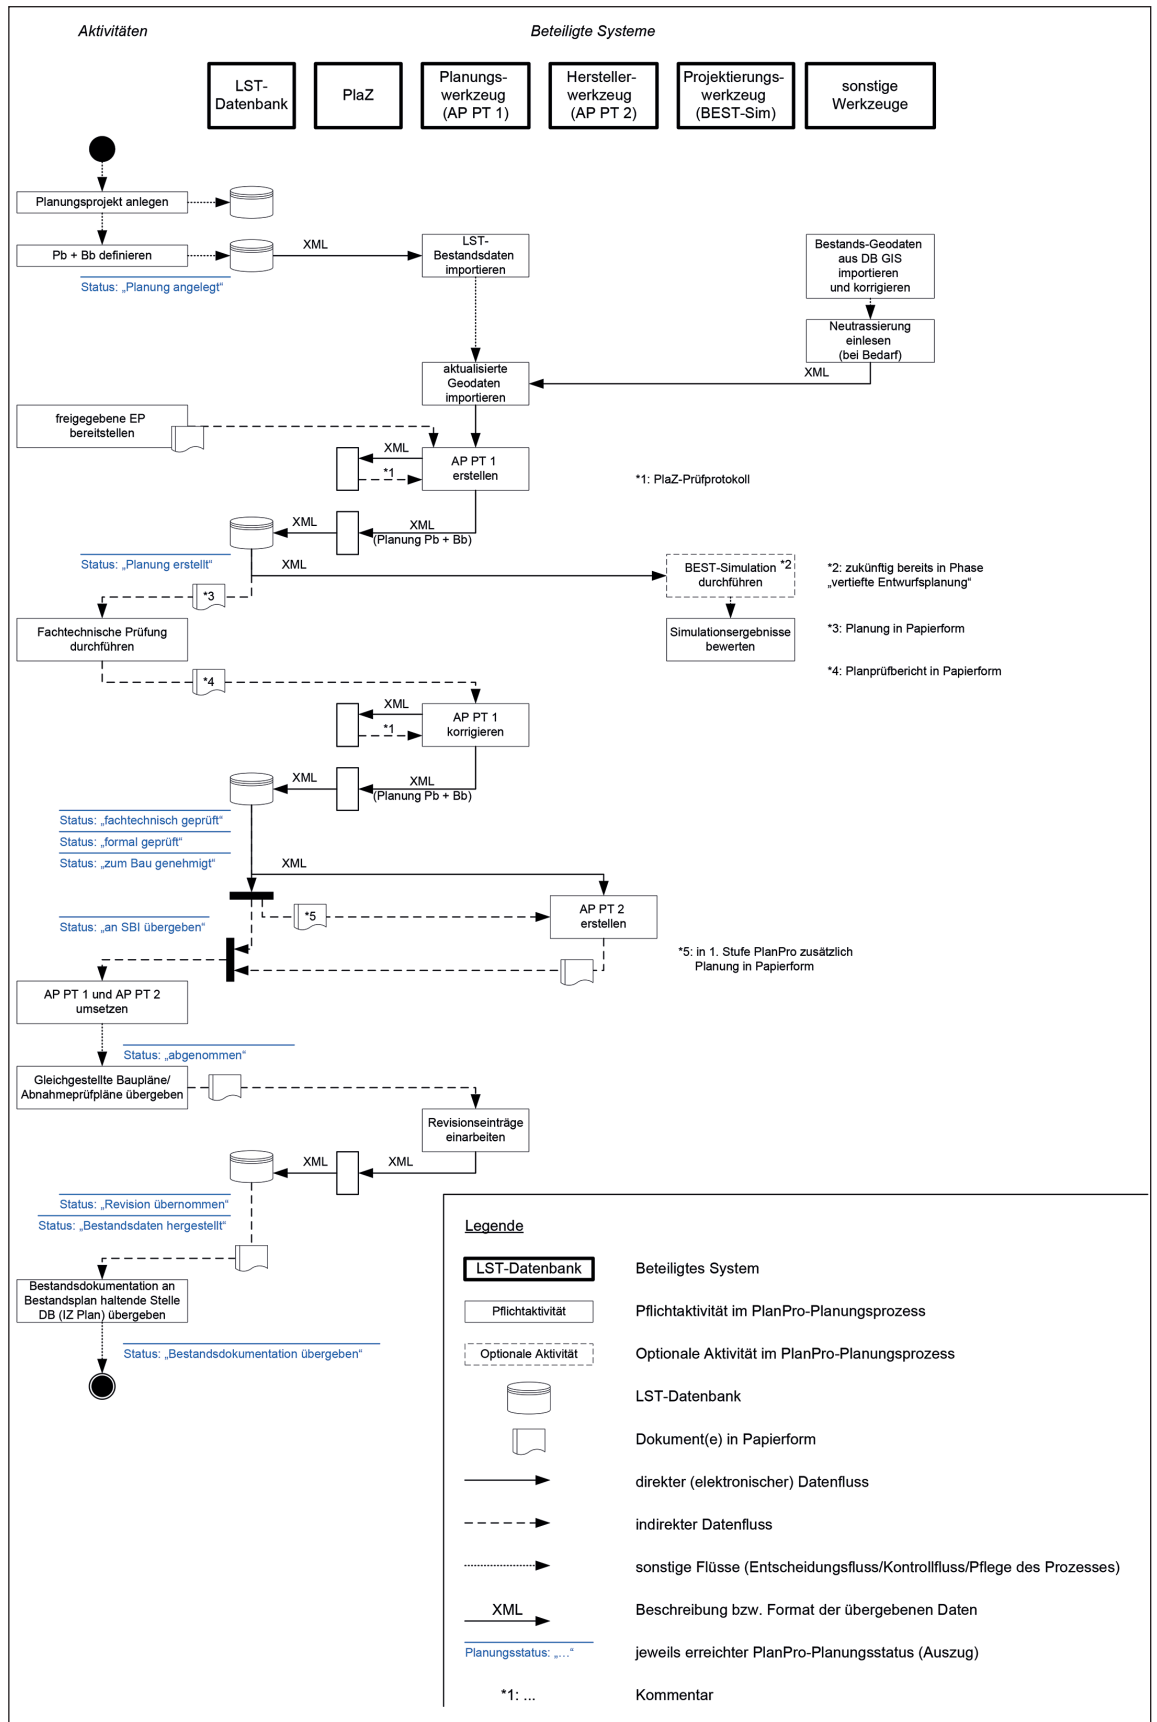 Aktivitäten
Beteiligte Systeme
LST-
Datenbank
PlaZ
Planungs-
werkzeug
(AP PT 1)
Hersteller-
werkzeug
(AP PT 2)
Projektierungs-
werkzeug
(BEST-Sim)
sonstige
Werkzeuge
Planungsprojekt anlegen
Pb + Bb definieren
XML
LST-
Bestandsdaten
importieren
Bestands-Geodaten
aus DB GIS
importieren
und korrigieren
Status: „Planung angelegt“
Neutrassierung
einlesen
(bei Bedarf)
XML
aktualisierte
Geodaten
importieren
freigegebene EP
bereitstellen
XML
*1
AP PT 1
erstellen
*1: PlaZ-Prüfprotokoll
XML
XML
(Planung Pb + Bb)
Status: „Planung erstellt“
XML
BEST-Simulation *2
durchführen
*2: zukünftig bereits in Phase
„vertiefte Entwurfsplanung“
*3
Fachtechnische Prüfung
durchführen
Simulationsergebnisse
bewerten
*3: Planung in Papierform
*4
*4: Planprüfbericht in Papierform
XML
*1
AP PT 1
korrigieren
XML
XML
(Planung Pb + Bb)
Status: „fachtechnisch geprüft“
Status: „formal geprüft“
Status: „zum Bau genehmigt“
XML
*5
AP PT 2
erstellen
Status: „an SBI übergeben“
*5: in 1. Stufe PlanPro zusätzlich
Planung in Papierform
AP PT 1 und AP PT 2
umsetzen
Status: „abgenommen“
Gleichgestellte Baupläne/
Abnahmeprüfpläne übergeben
Revisionseinträge
einarbeiten
XML
XML
Status: „Revision übernommen“
Status: „Bestandsdaten hergestellt“
Bestandsdokumentation an
Bestandsplan haltende Stelle
DB (IZ Plan) übergeben
Status: „Bestandsdokumentation übergeben“
Legende
LST-Datenbank
Beteiligtes System
Pflichtaktivität
Pflichtaktivität im PlanPro-Planungsprozess
Optionale Aktivität
Optionale Aktivität im PlanPro-Planungsprozess
LST-Datenbank
Dokument(e) in Papierform
direkter (elektronischer) Datenfluss
indirekter Datenfluss
sonstige Flüsse (Entscheidungsfluss/Kontrollfluss/Pflege des Prozesses)
XML
Beschreibung bzw. Format der übergebenen Daten
Planungsstatus: „...“
jeweils erreichter PlanPro-Planungsstatus (Auszug)
*1: ...
Kommentar